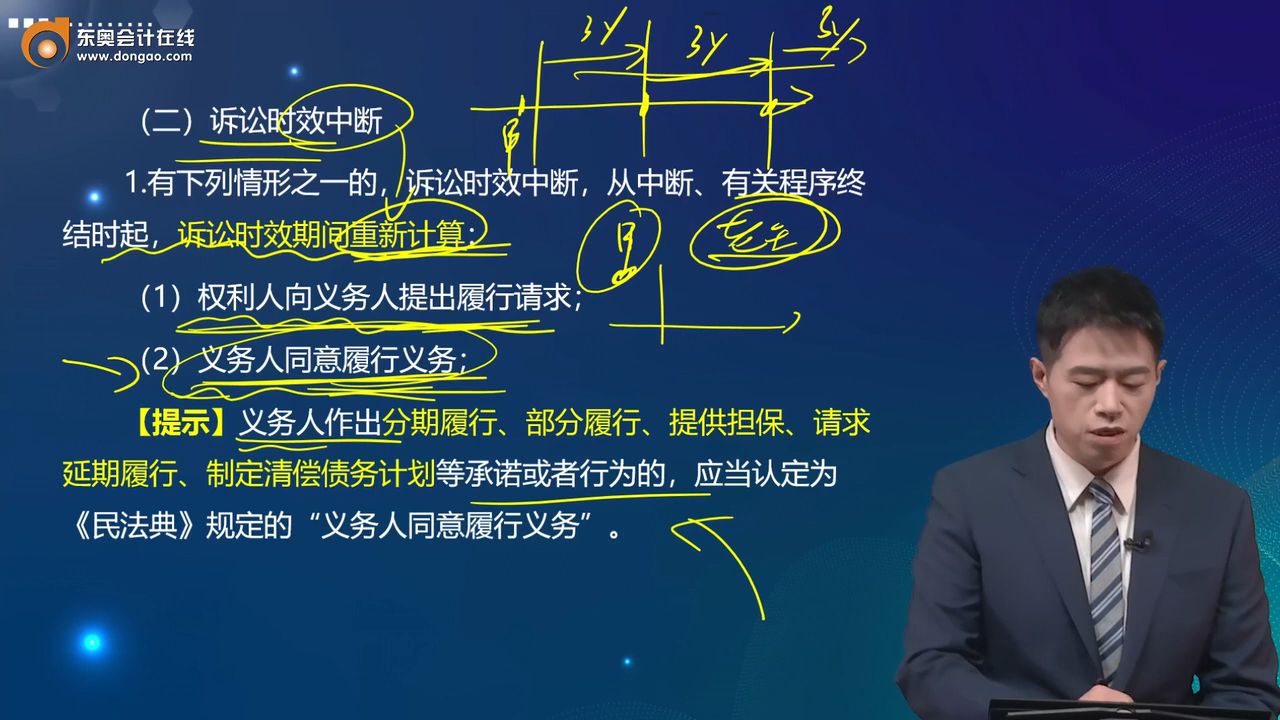 东奥会计在线
www.dongao.com
3Y
3Y
3Y
（二）诉讼时效中断
1.有下列情形之一的，诉讼时效中断，从中断、有关程序终
结时起，诉讼时效期间重新计算：
（1）权利人向义务人提出履行请求；
（2）义务人同意履行义务；
【提示】义务人作出分期履行、部分履行、提供担保、请求
延期履行、制定清偿债务计划等承诺或者行为的，应当认定为
《民法典》规定的“义务人同意履行义务”。